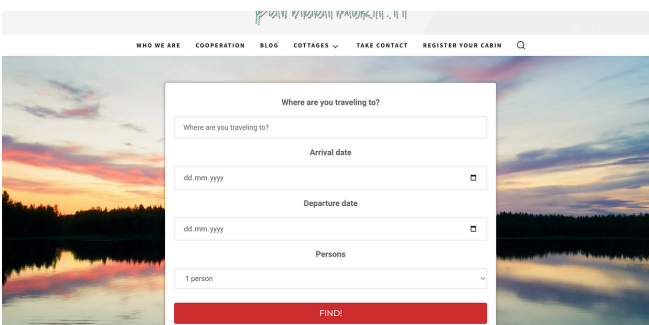 WHO WE ARE COOPERATION BLOG COTTAGES TAKE CONTACT REGISTER YOUR CABIN
Where are you traveling to?
Where are you traveling to?
Arrival date
dd.mm.yyyy
Departure date
dd.mm.yyyy
Persons
1 person
FIND!